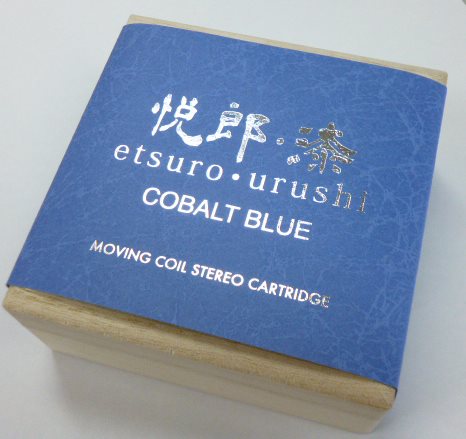 悦郎・漆
etsuro・urushi
COBALT BLUE
MOVING COIL STEREO CARTRIDGE